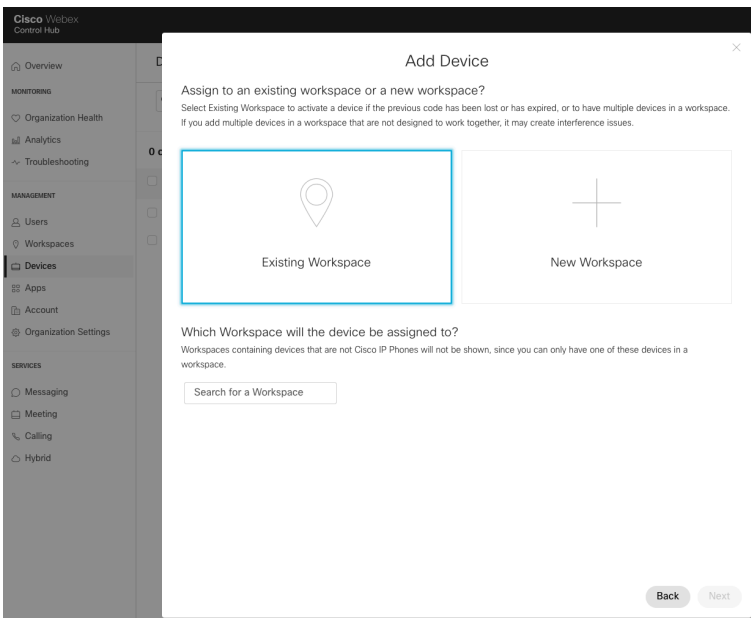 Cisco Webex
Control Hub
Overview
MONITORING
Organization Health
Analytics
Troubleshooting
MANAGEMENT
Users
Workspaces
Devices
Apps
Account
Organization Settings
SERVICES
Messaging
Meeting
Calling
Hybrid
D
0 d
Add Device
Assign to an existing workspace or a new workspace?
Select Existing Workspace to activate a device if the previous code has been lost or has expired, or to have multiple devices in a workspace.
If you add multiple devices in a workspace that are not designed to work together, it may create interference issues.
Existing Workspace
New Workspace
Which Workspace will the device be assigned to?
Workspaces containing devices that are not Cisco IP Phones will not be shown, since you can only have one of these devices in a
workspace.
Search for a Workspace
Back
Next